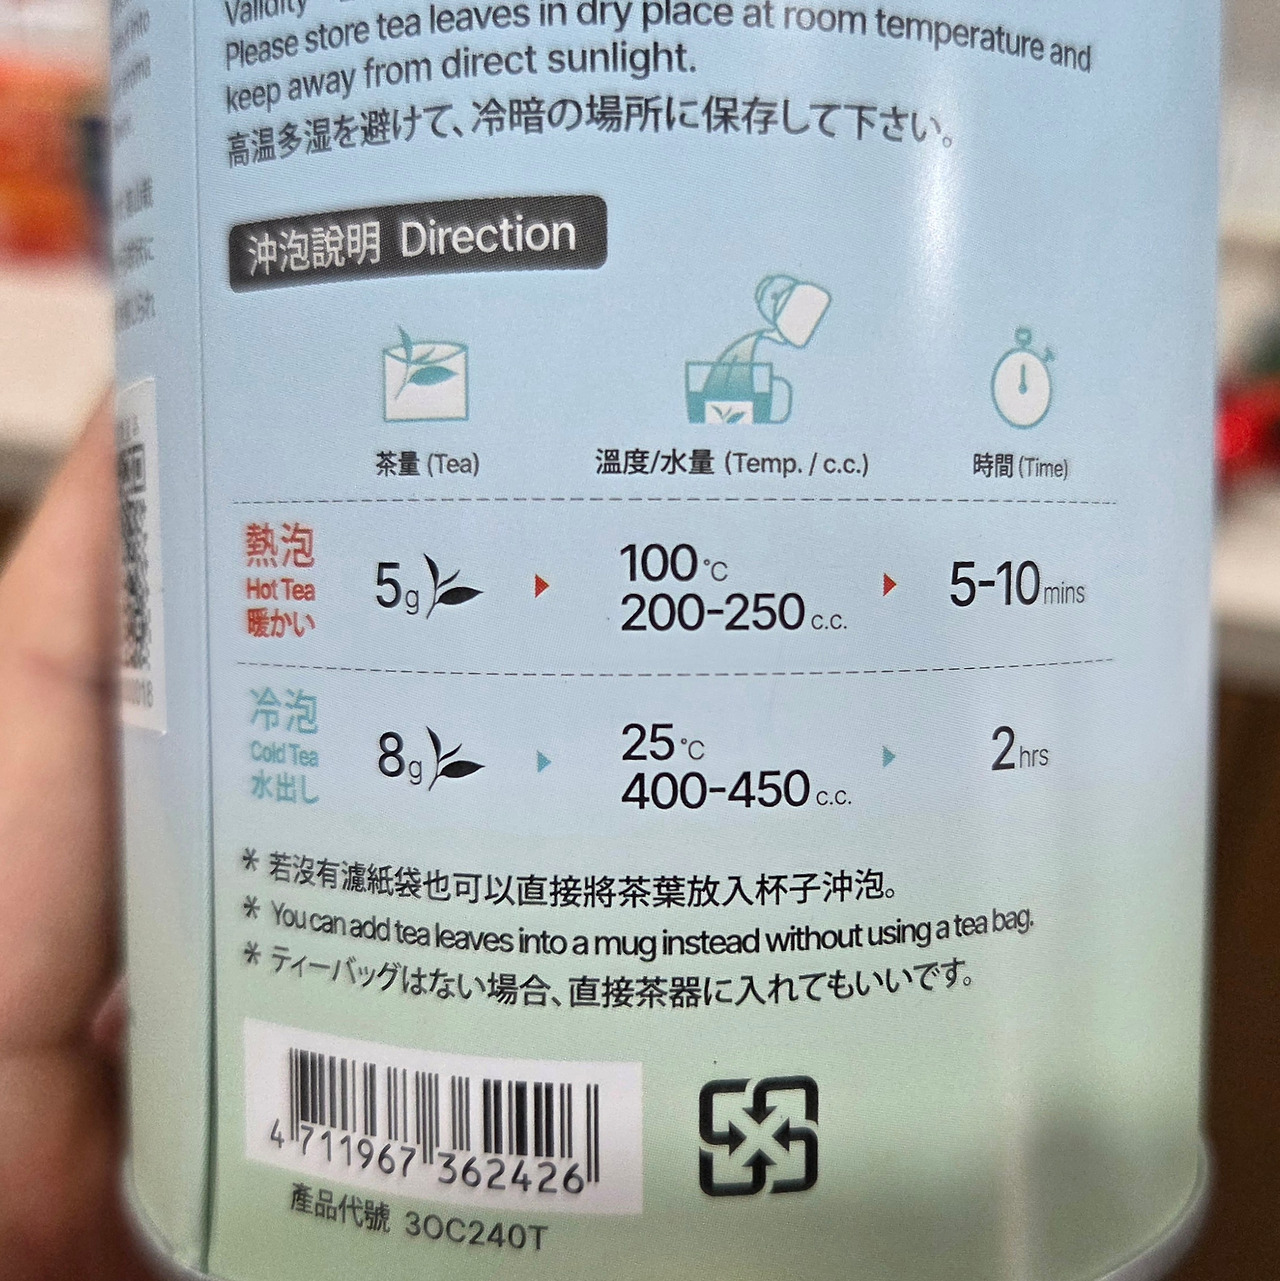 Validity
Please store tea leaves in dry place at room temperature and
keep away from direct sunlight.
高温多湿を避けて、冷暗の場所に保存して下さい。
沖泡說明 Direction
茶量 (Tea)
溫度/水量 (Temp. / c.c.)
時間 (Time)
熱泡
Hot Tea
暖かい
5g
100°C
200-250 c.c.
5-10 mins
冷泡
Cold Tea
水出し
8g
25°C
400-450 c.c.
2 hrs
* 若沒有濾紙袋也可以直接將茶葉放入杯子沖泡。
* You can add tea leaves into a mug instead without using a tea bag.
* ティーバッグはない場合、直接茶器に入れてもいいです。
4 711967 362426
產品代號 3OC240T